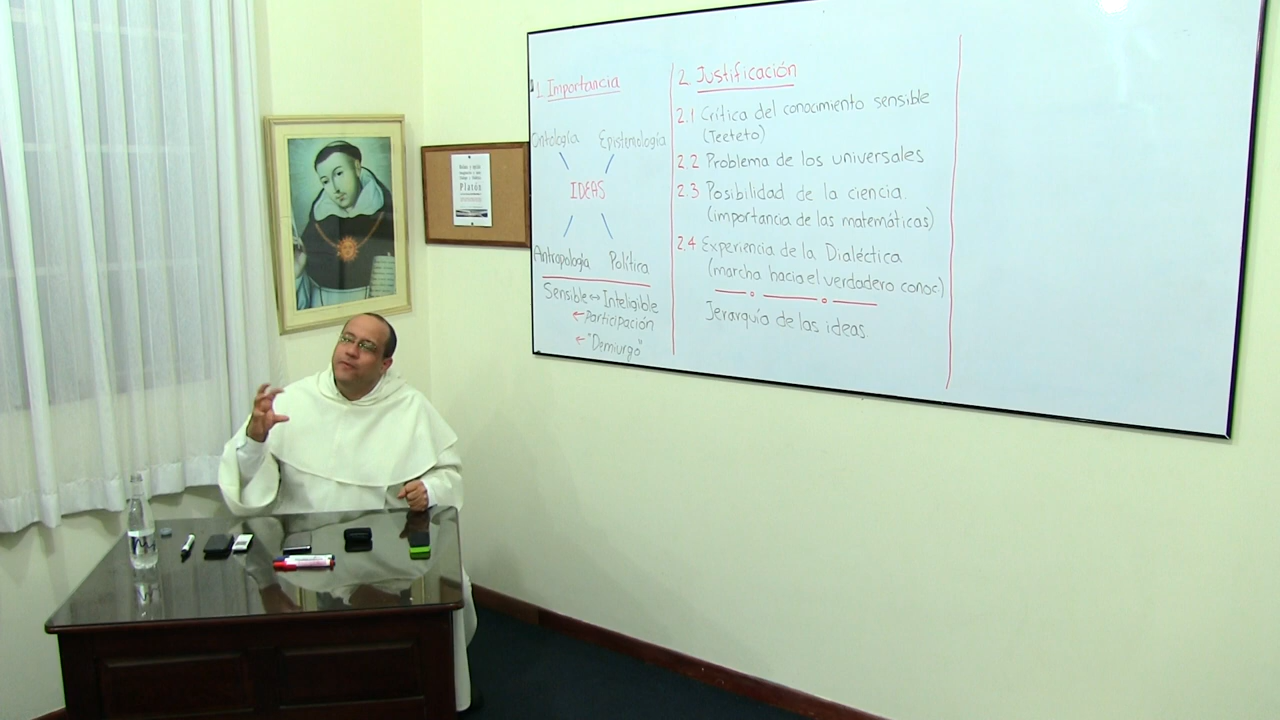 1. Importancia
Ontología Epistemología
IDEAS
Antropología Política
Sensible ↔ Inteligible
← Participación
← "Demiurgo"
2. Justificación
2.1 Crítica del conocimiento sensible
(Teeteto)
2.2 Problema de los universales
2.3 Posibilidad de la ciencia.
(importancia de las matemáticas)
2.4 Experiencia de la Dialéctica
(marcha hacia el verdadero conoc.)
Jerarquía de las ideas.
Platón